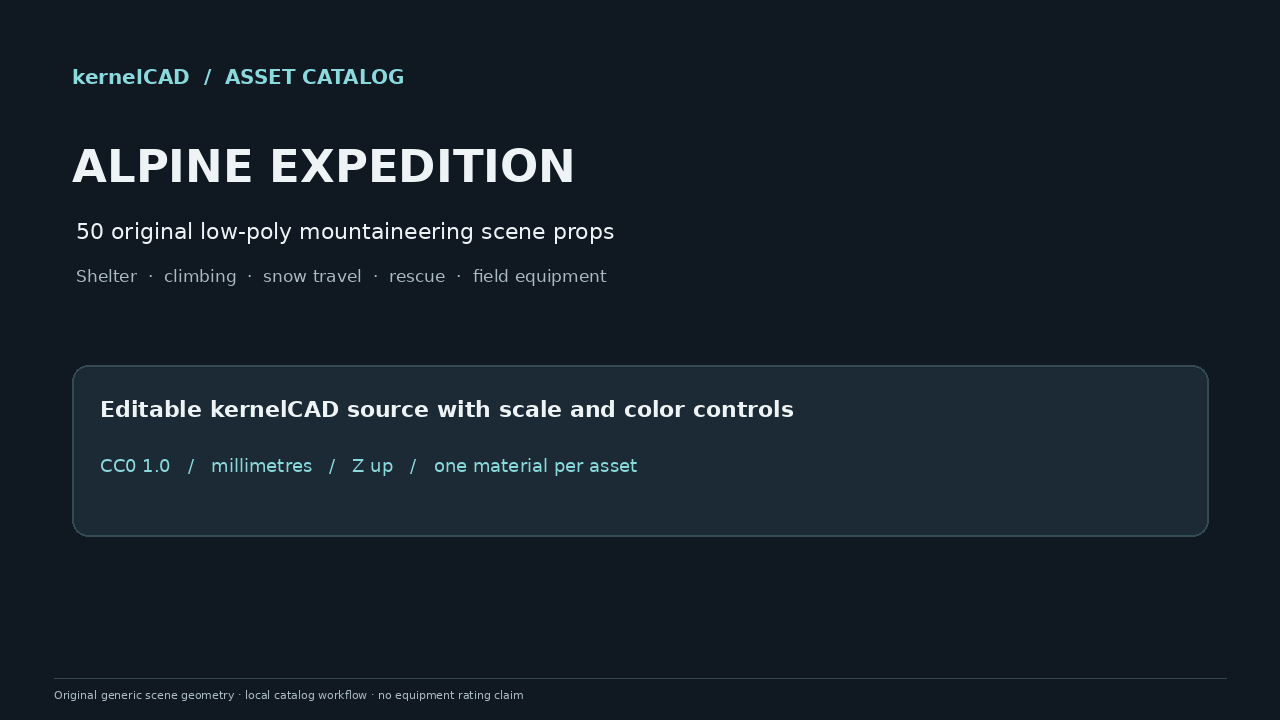 kernelCAD / ASSET CATALOG
ALPINE EXPEDITION
50 original low-poly mountaineering scene props
Shelter · climbing · snow travel · rescue · field equipment
Editable kernelCAD source with scale and color controls
CC0 1.0 / millimetres / Z up / one material per asset
Original generic scene geometry · local catalog workflow · no equipment rating claim